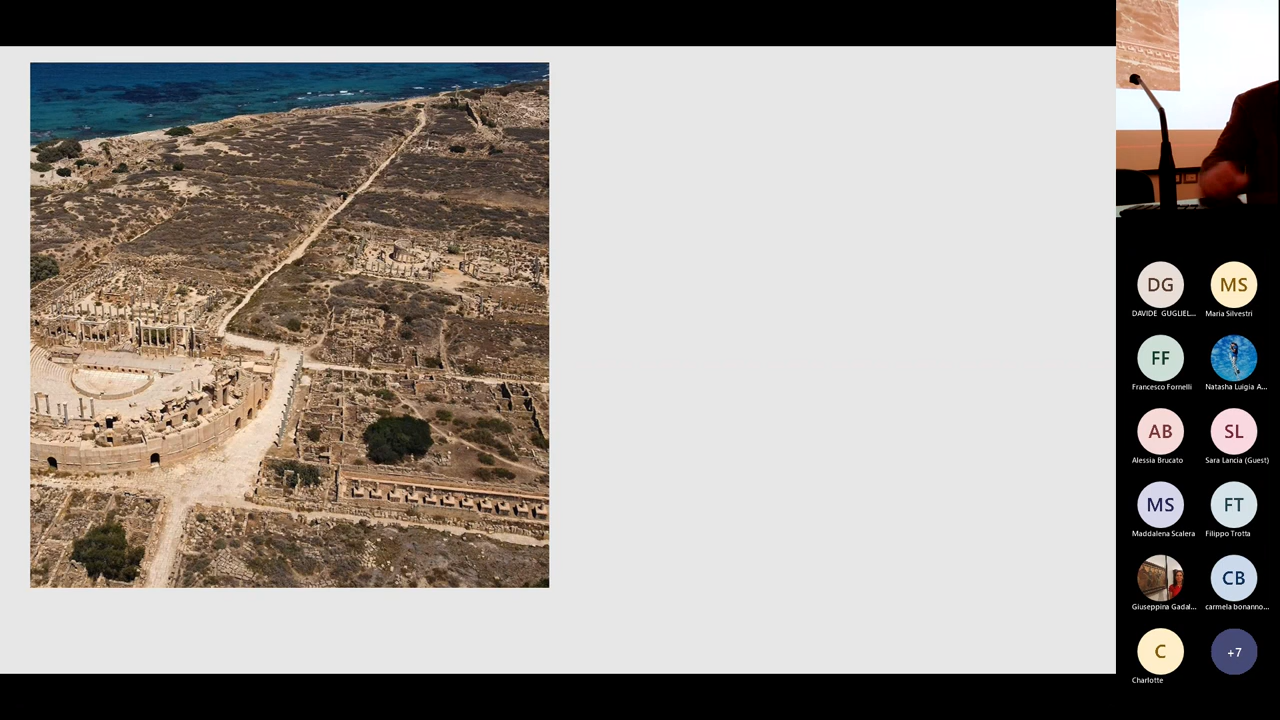 DG
MS
DAVIDE GUGLIEL...
Maria Silvestri
FF
Francesco Fornelli
Natasha Luigia A...
AB
SL
Alessia Brucato
Sara Lancia (Guest)
MS
FT
Maddalena Scalera
Filippo Trotta
CB
Giuseppina Gadal...
carmela bonanno...
C
+7
Charlotte